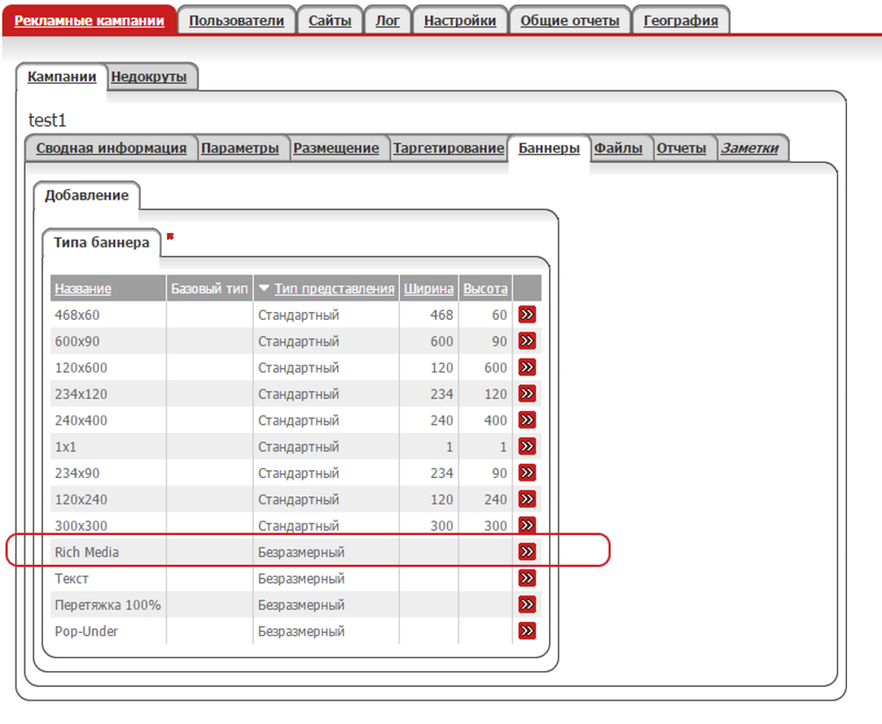 Рекламные кампании Пользователи Сайты Лог Настройки Общие отчеты География
Кампании Недокруты
test1
Сводная информация Параметры Размещение Таргетирование Баннеры Файлы Отчеты Заметки
Добавление
Типа баннера
Название Базовый тип Тип представления Ширина Высота
468x60 Стандартный 468 60
600x90 Стандартный 600 90
120x600 Стандартный 120 600
234x120 Стандартный 234 120
240x400 Стандартный 240 400
1x1 Стандартный 1 1
234x90 Стандартный 234 90
120x240 Стандартный 120 240
300x300 Стандартный 300 300
Rich Media Безразмерный
Текст Безразмерный
Перетяжка 100% Безразмерный
Pop-Under Безразмерный